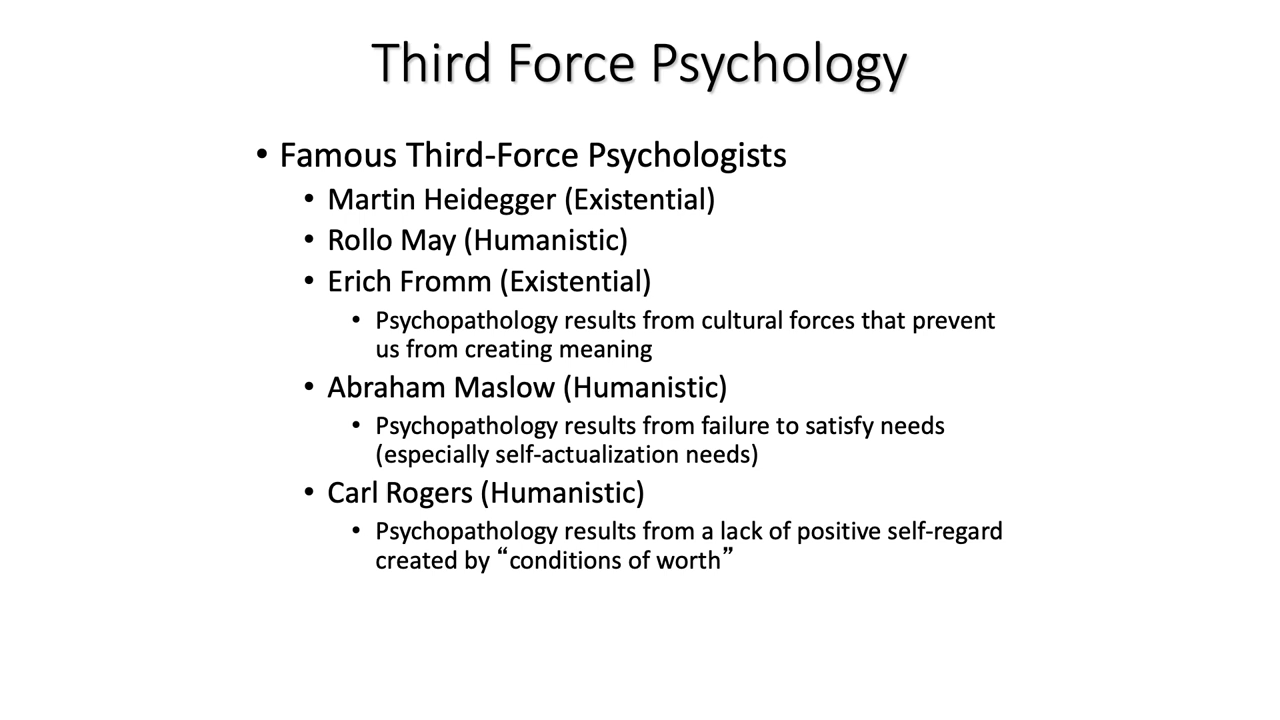 Third Force Psychology
• Famous Third-Force Psychologists
• Martin Heidegger (Existential)
• Rollo May (Humanistic)
• Erich Fromm (Existential)
• Psychopathology results from cultural forces that prevent
us from creating meaning
• Abraham Maslow (Humanistic)
• Psychopathology results from failure to satisfy needs
(especially self-actualization needs)
• Carl Rogers (Humanistic)
• Psychopathology results from a lack of positive self-regard
created by “conditions of worth”